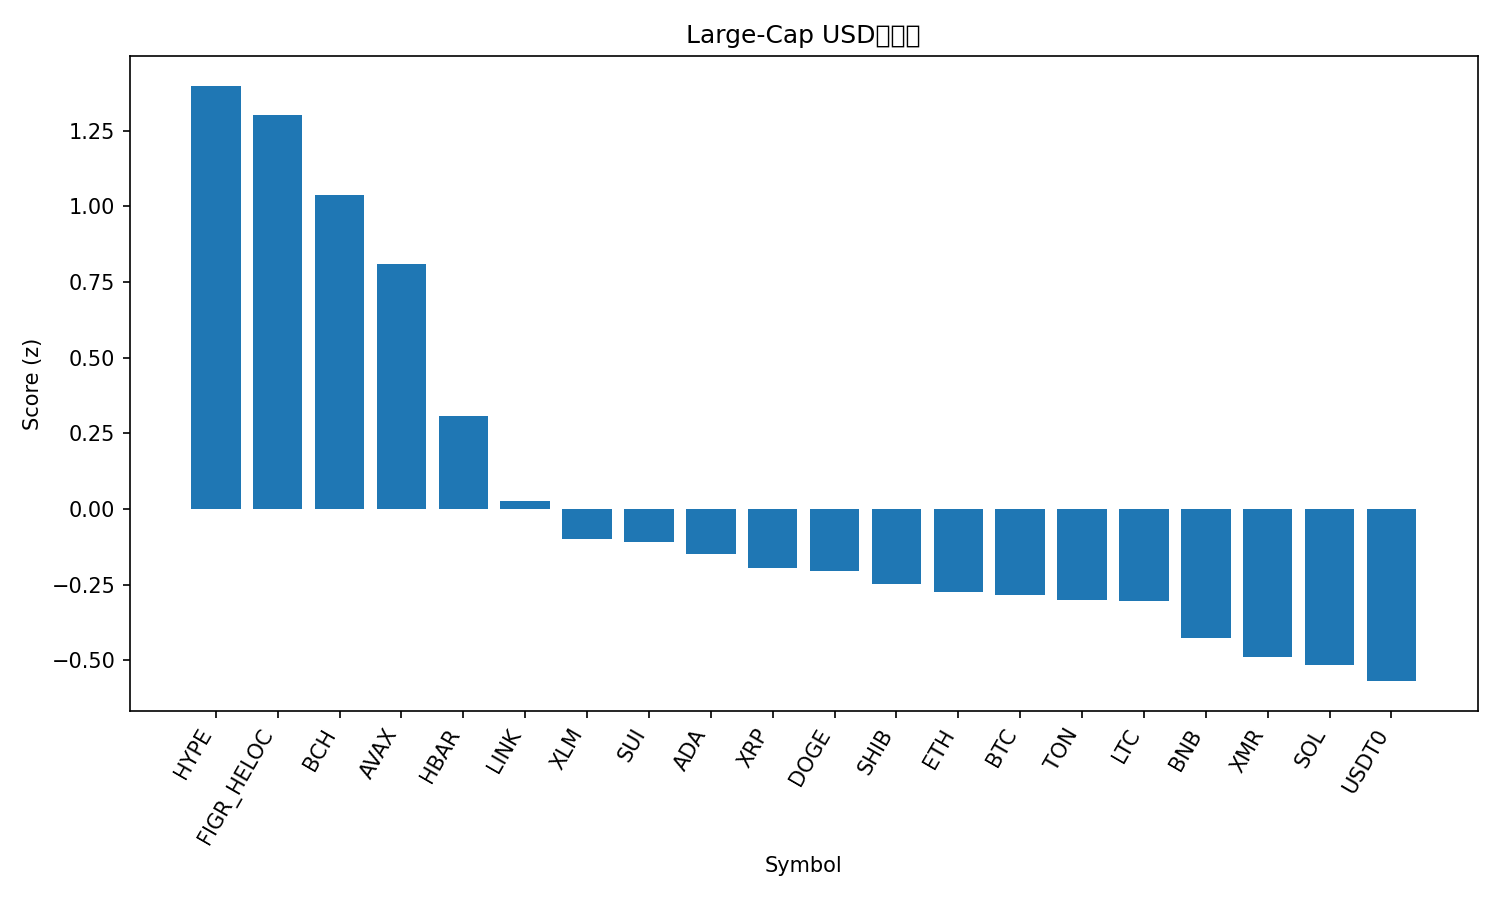 Large-Cap USD
Score (z)
1.25
1.00
0.75
0.50
0.25
0.00
−0.25
−0.50
HYPE
FIGR_HELOC
BCH
AVAX
HBAR
LINK
XLM
SUI
ADA
XRP
DOGE
SHIB
ETH
BTC
TON
LTC
BNB
XMR
SOL
USDT0
Symbol